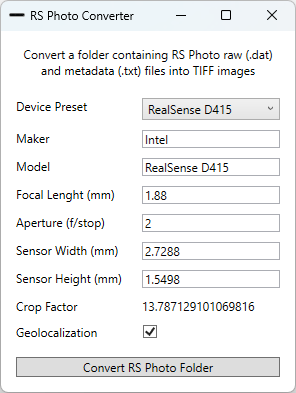 RS Photo Converter
Convert a folder containing RS Photo raw (.dat)
and metadata (.txt) files into TIFF images
Device Preset RealSense D415
Maker Intel
Model RealSense D415
Focal Lenght (mm) 1.88
Aperture (f/stop) 2
Sensor Width (mm) 2.7288
Sensor Height (mm) 1.5498
Crop Factor 13.787129101069816
Geolocalization
Convert RS Photo Folder